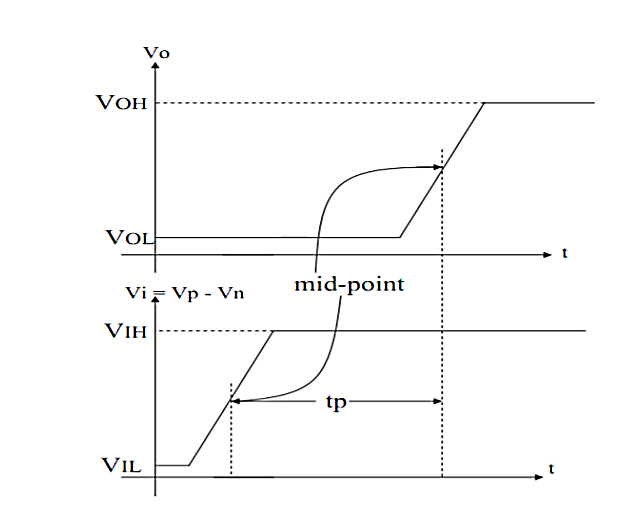 Vo
VOH
VOL
t
mid-point
Vi = Vp - Vn
VIH
tp
VIL
t